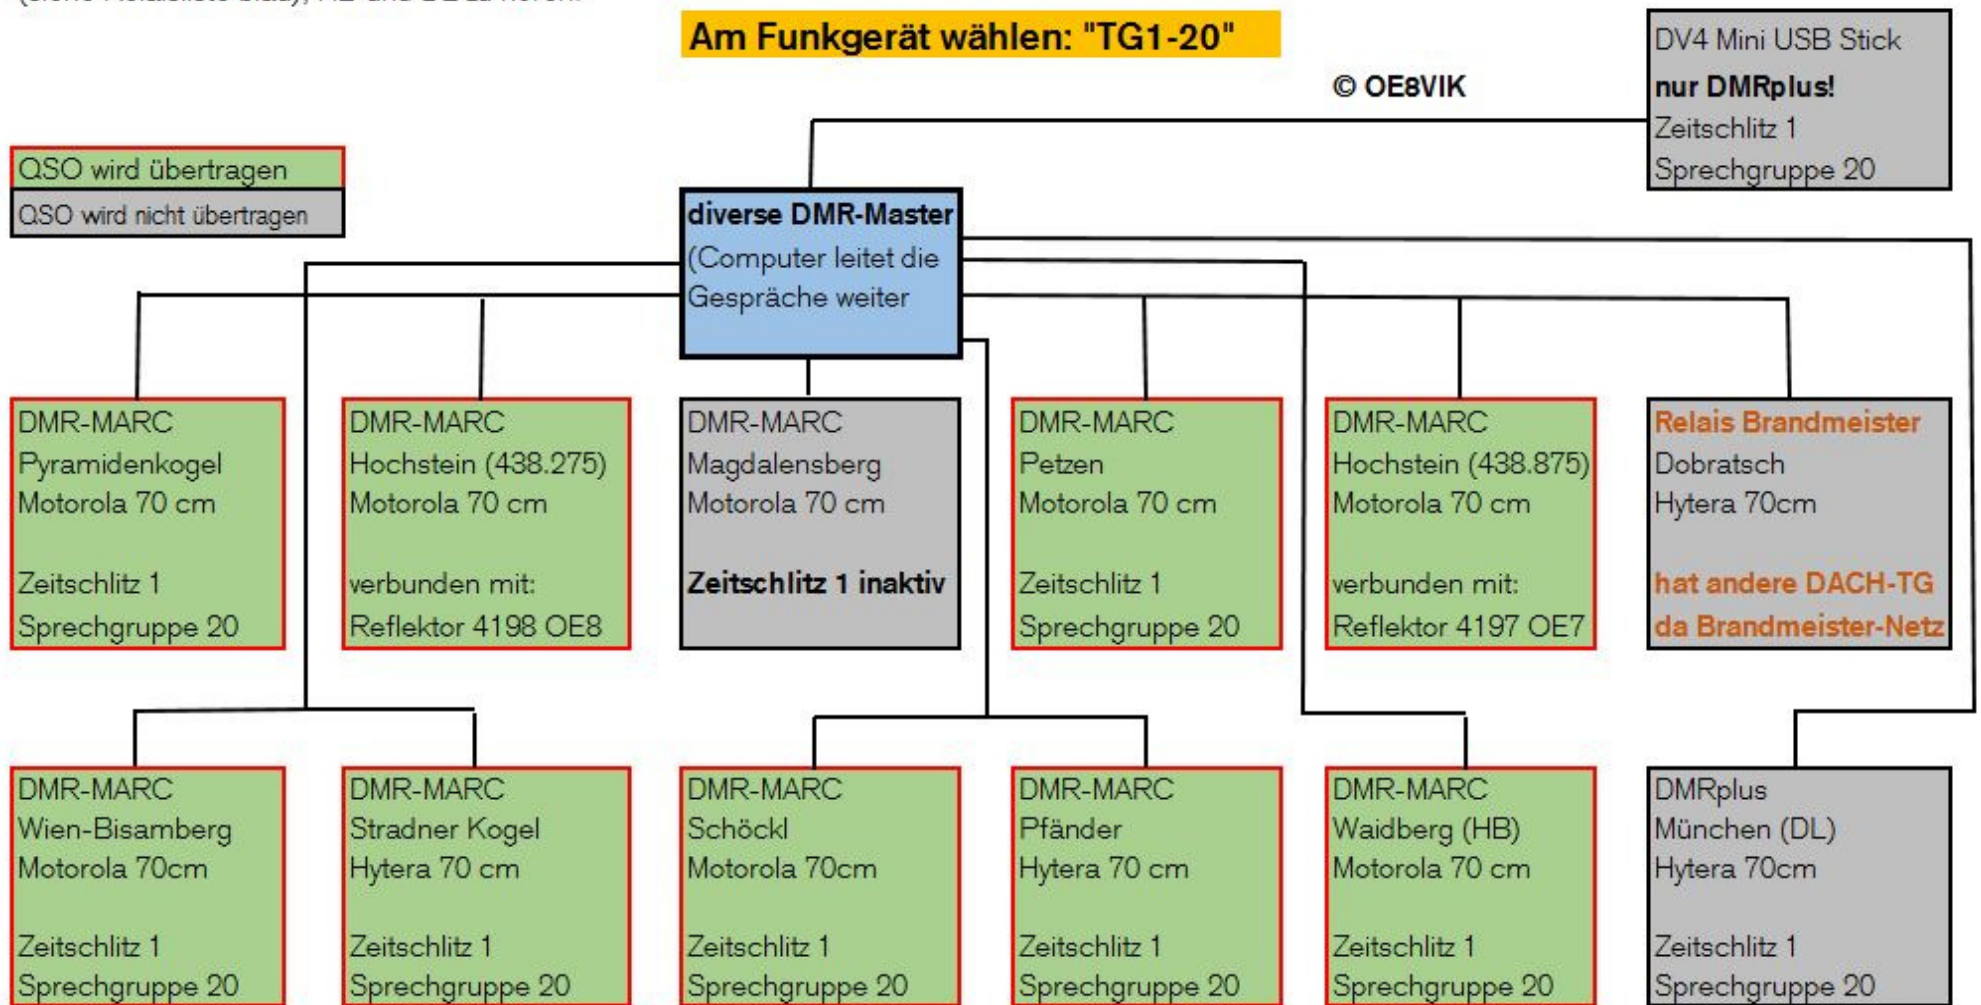 Am Funkgerät wählen: "TG1-20"
© OE8VIK
DV4 Mini USB Stick
nur DMRplus!
Zeitschlitz 1
Sprechgruppe 20
QSO wird übertragen
QSO wird nicht übertragen
diverse DMR-Master
(Computer leitet die
Gespräche weiter
DMR-MARC
Pyramidenkogel
Motorola 70 cm
Zeitschlitz 1
Sprechgruppe 20
DMR-MARC
Hochstein (438.275)
Motorola 70 cm
verbunden mit:
Reflektor 4198 OE8
DMR-MARC
Magdalensberg
Motorola 70 cm
Zeitschlitz 1 inaktiv
DMR-MARC
Petzen
Motorola 70 cm
Zeitschlitz 1
Sprechgruppe 20
DMR-MARC
Hochstein (438.875)
Motorola 70 cm
verbunden mit:
Reflektor 4197 OE7
Relais Brandmeister
Dobratsch
Hytera 70cm
hat andere DACH-TG
da Brandmeister-Netz
DMR-MARC
Wien-Bisamberg
Motorola 70cm
Zeitschlitz 1
Sprechgruppe 20
DMR-MARC
Stradner Kogel
Hytera 70 cm
Zeitschlitz 1
Sprechgruppe 20
DMR-MARC
Schöckl
Motorola 70cm
Zeitschlitz 1
Sprechgruppe 20
DMR-MARC
Pfänder
Hytera 70 cm
Zeitschlitz 1
Sprechgruppe 20
DMR-MARC
Waidberg (HB)
Motorola 70 cm
Zeitschlitz 1
Sprechgruppe 20
DMRplus
München (DL)
Hytera 70cm
Zeitschlitz 1
Sprechgruppe 20